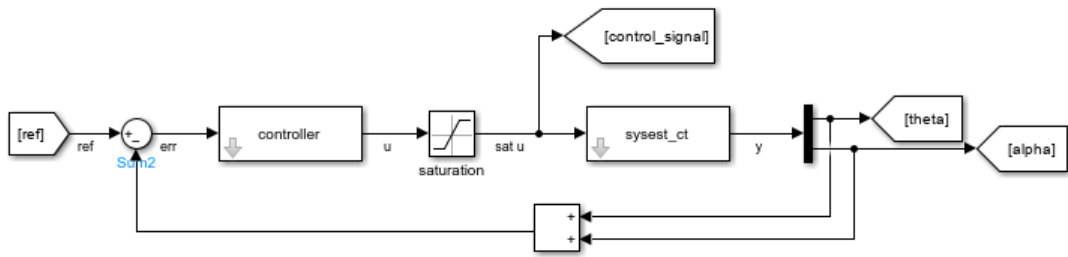 [control_signal]
[ref]
ref
+
−
Sum2
err
controller
u
saturation
sat u
sysest_ct
y
[theta]
[alpha]
+
+